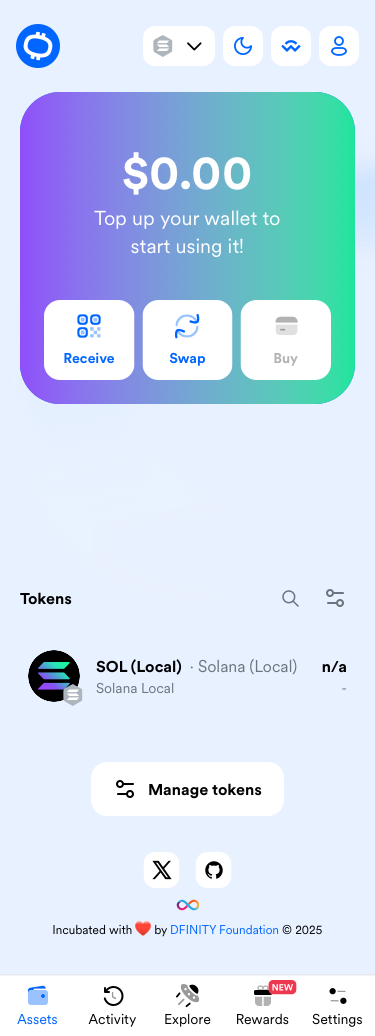 $0.00
Top up your wallet to
start using it!
Receive
Swap
Buy
Tokens
SOL (Local) · Solana (Local) n/a
Solana Local -
Manage tokens
Incubated with ❤️ by DFINITY Foundation © 2025
NEW
Assets
Activity
Explore
Rewards
Settings